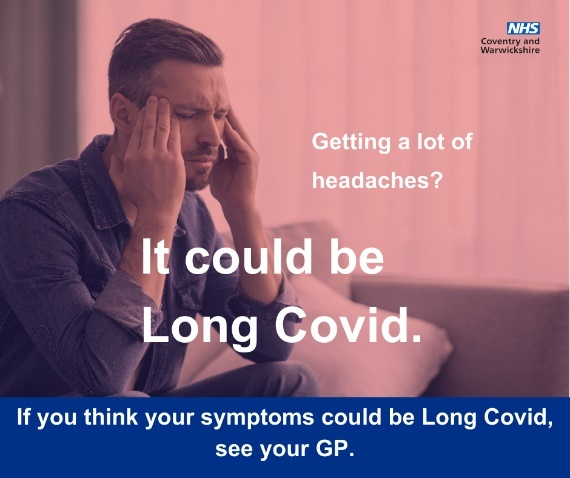 NHS
Coventry and
Warwickshire
Getting a lot of
headaches?
It could be
Long Covid.
If you think your symptoms could be Long Covid,
see your GP.